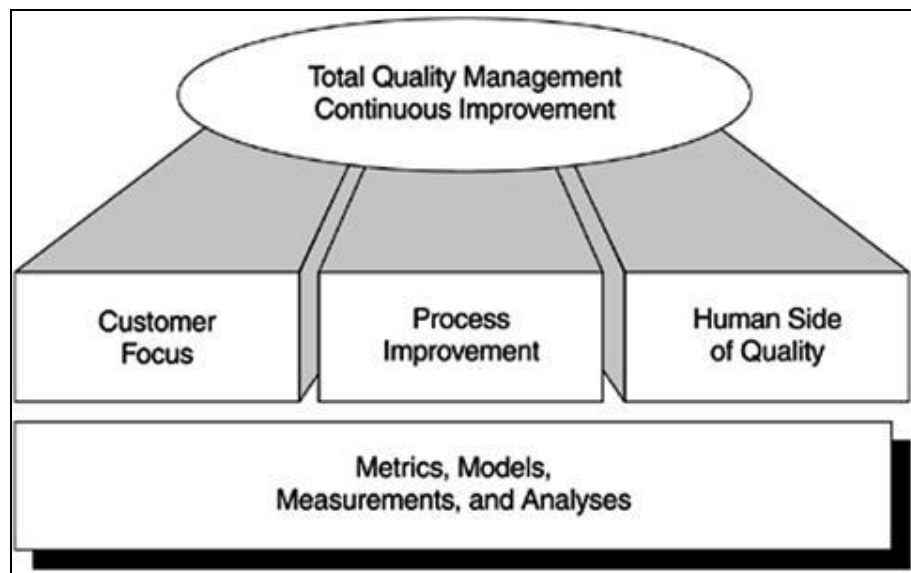 Total Quality Management
Continuous Improvement
Customer
Focus
Process
Improvement
Human Side
of Quality
Metrics, Models,
Measurements, and Analyses